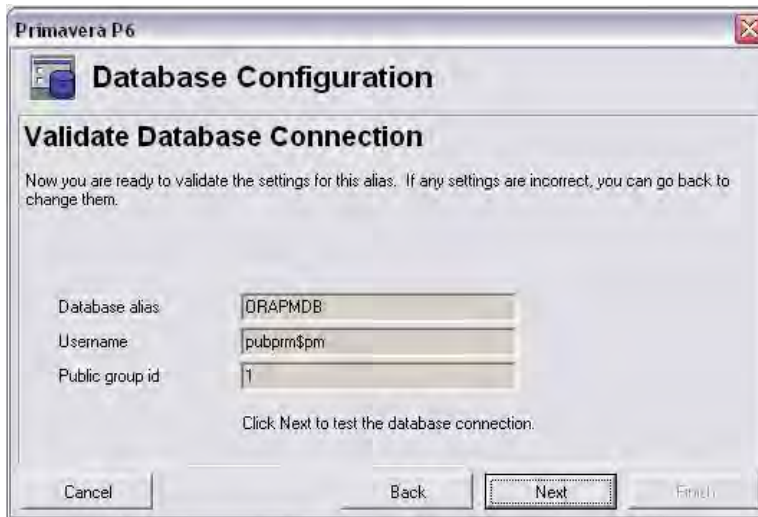 Primavera P6
Database Configuration
Validate Database Connection
Now you are ready to validate the settings for this alias. If any settings are incorrect, you can go back to
change them.
Database alias ORAPMDB
Username pubprm$pm
Public group id 1
Click Next to test the database connection.
Cancel Back Next Finish